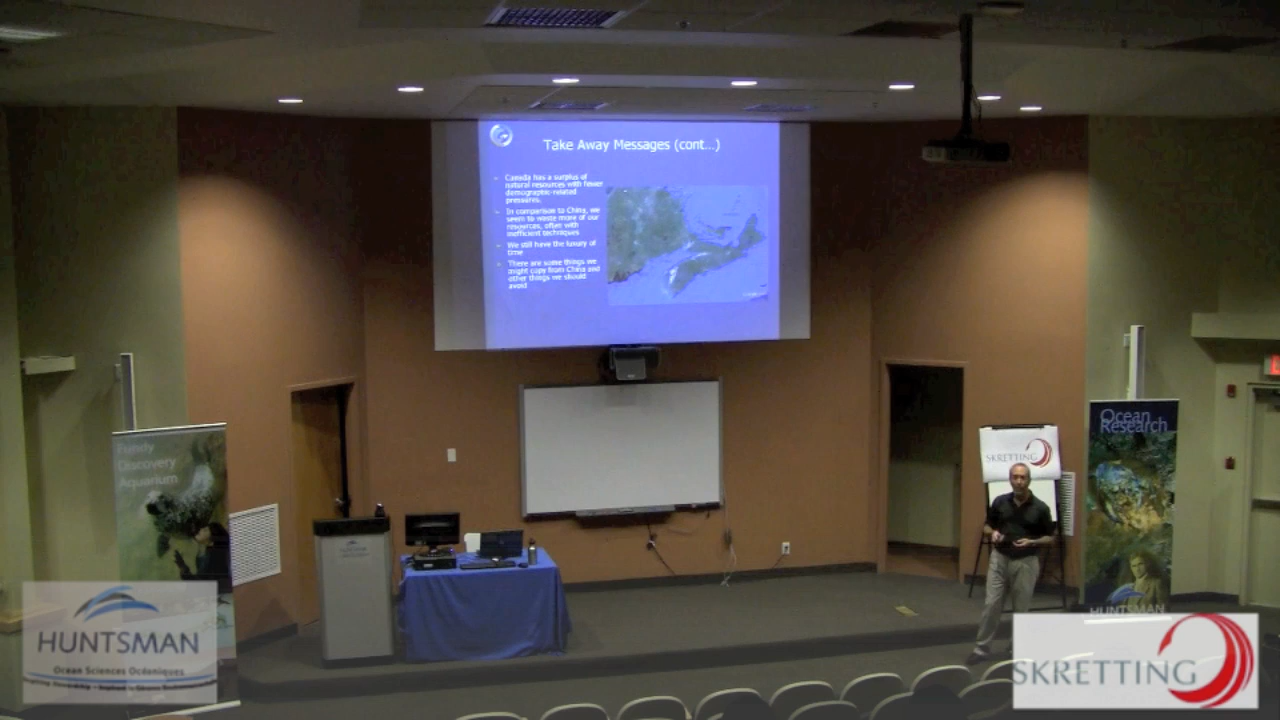 Take Away Messages (cont...)
Canada has a surplus of
natural resources with fewer
demographic-related
pressures.
In comparison to China, we
seem to waste more of our
resources, often with
inefficient techniques
We still have the luxury of
time
There are some things we
might copy from China and
other things we should
avoid
Fundy
Discovery
Aquarium
SKRETTING
Ocean
Research
HUNTSMAN
HUNTSMAN
Ocean Sciences Océaniques
SKRETTING